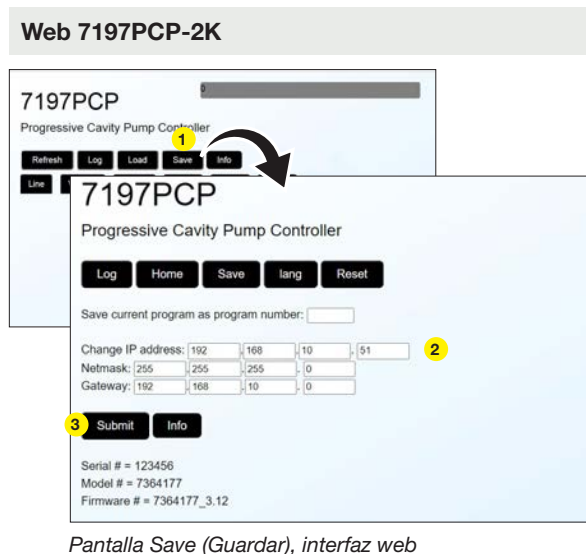 Web 7197PCP-2K
0
7197PCP
Progressive Cavity Pump Controller
1
Refresh Log Load Save Info
Line
7197PCP
Progressive Cavity Pump Controller
Log Home Save lang Reset
Save current program as program number:
Change IP address: 192 . 168 . 10 . 51 2
Netmask: 255 . 255 . 255 . 0
Gateway: 192 . 168 . 10 . 0
3 Submit Info
Serial # = 123456
Model # = 7364177
Firmware # = 7364177_3.12
Pantalla Save (Guardar), interfaz web